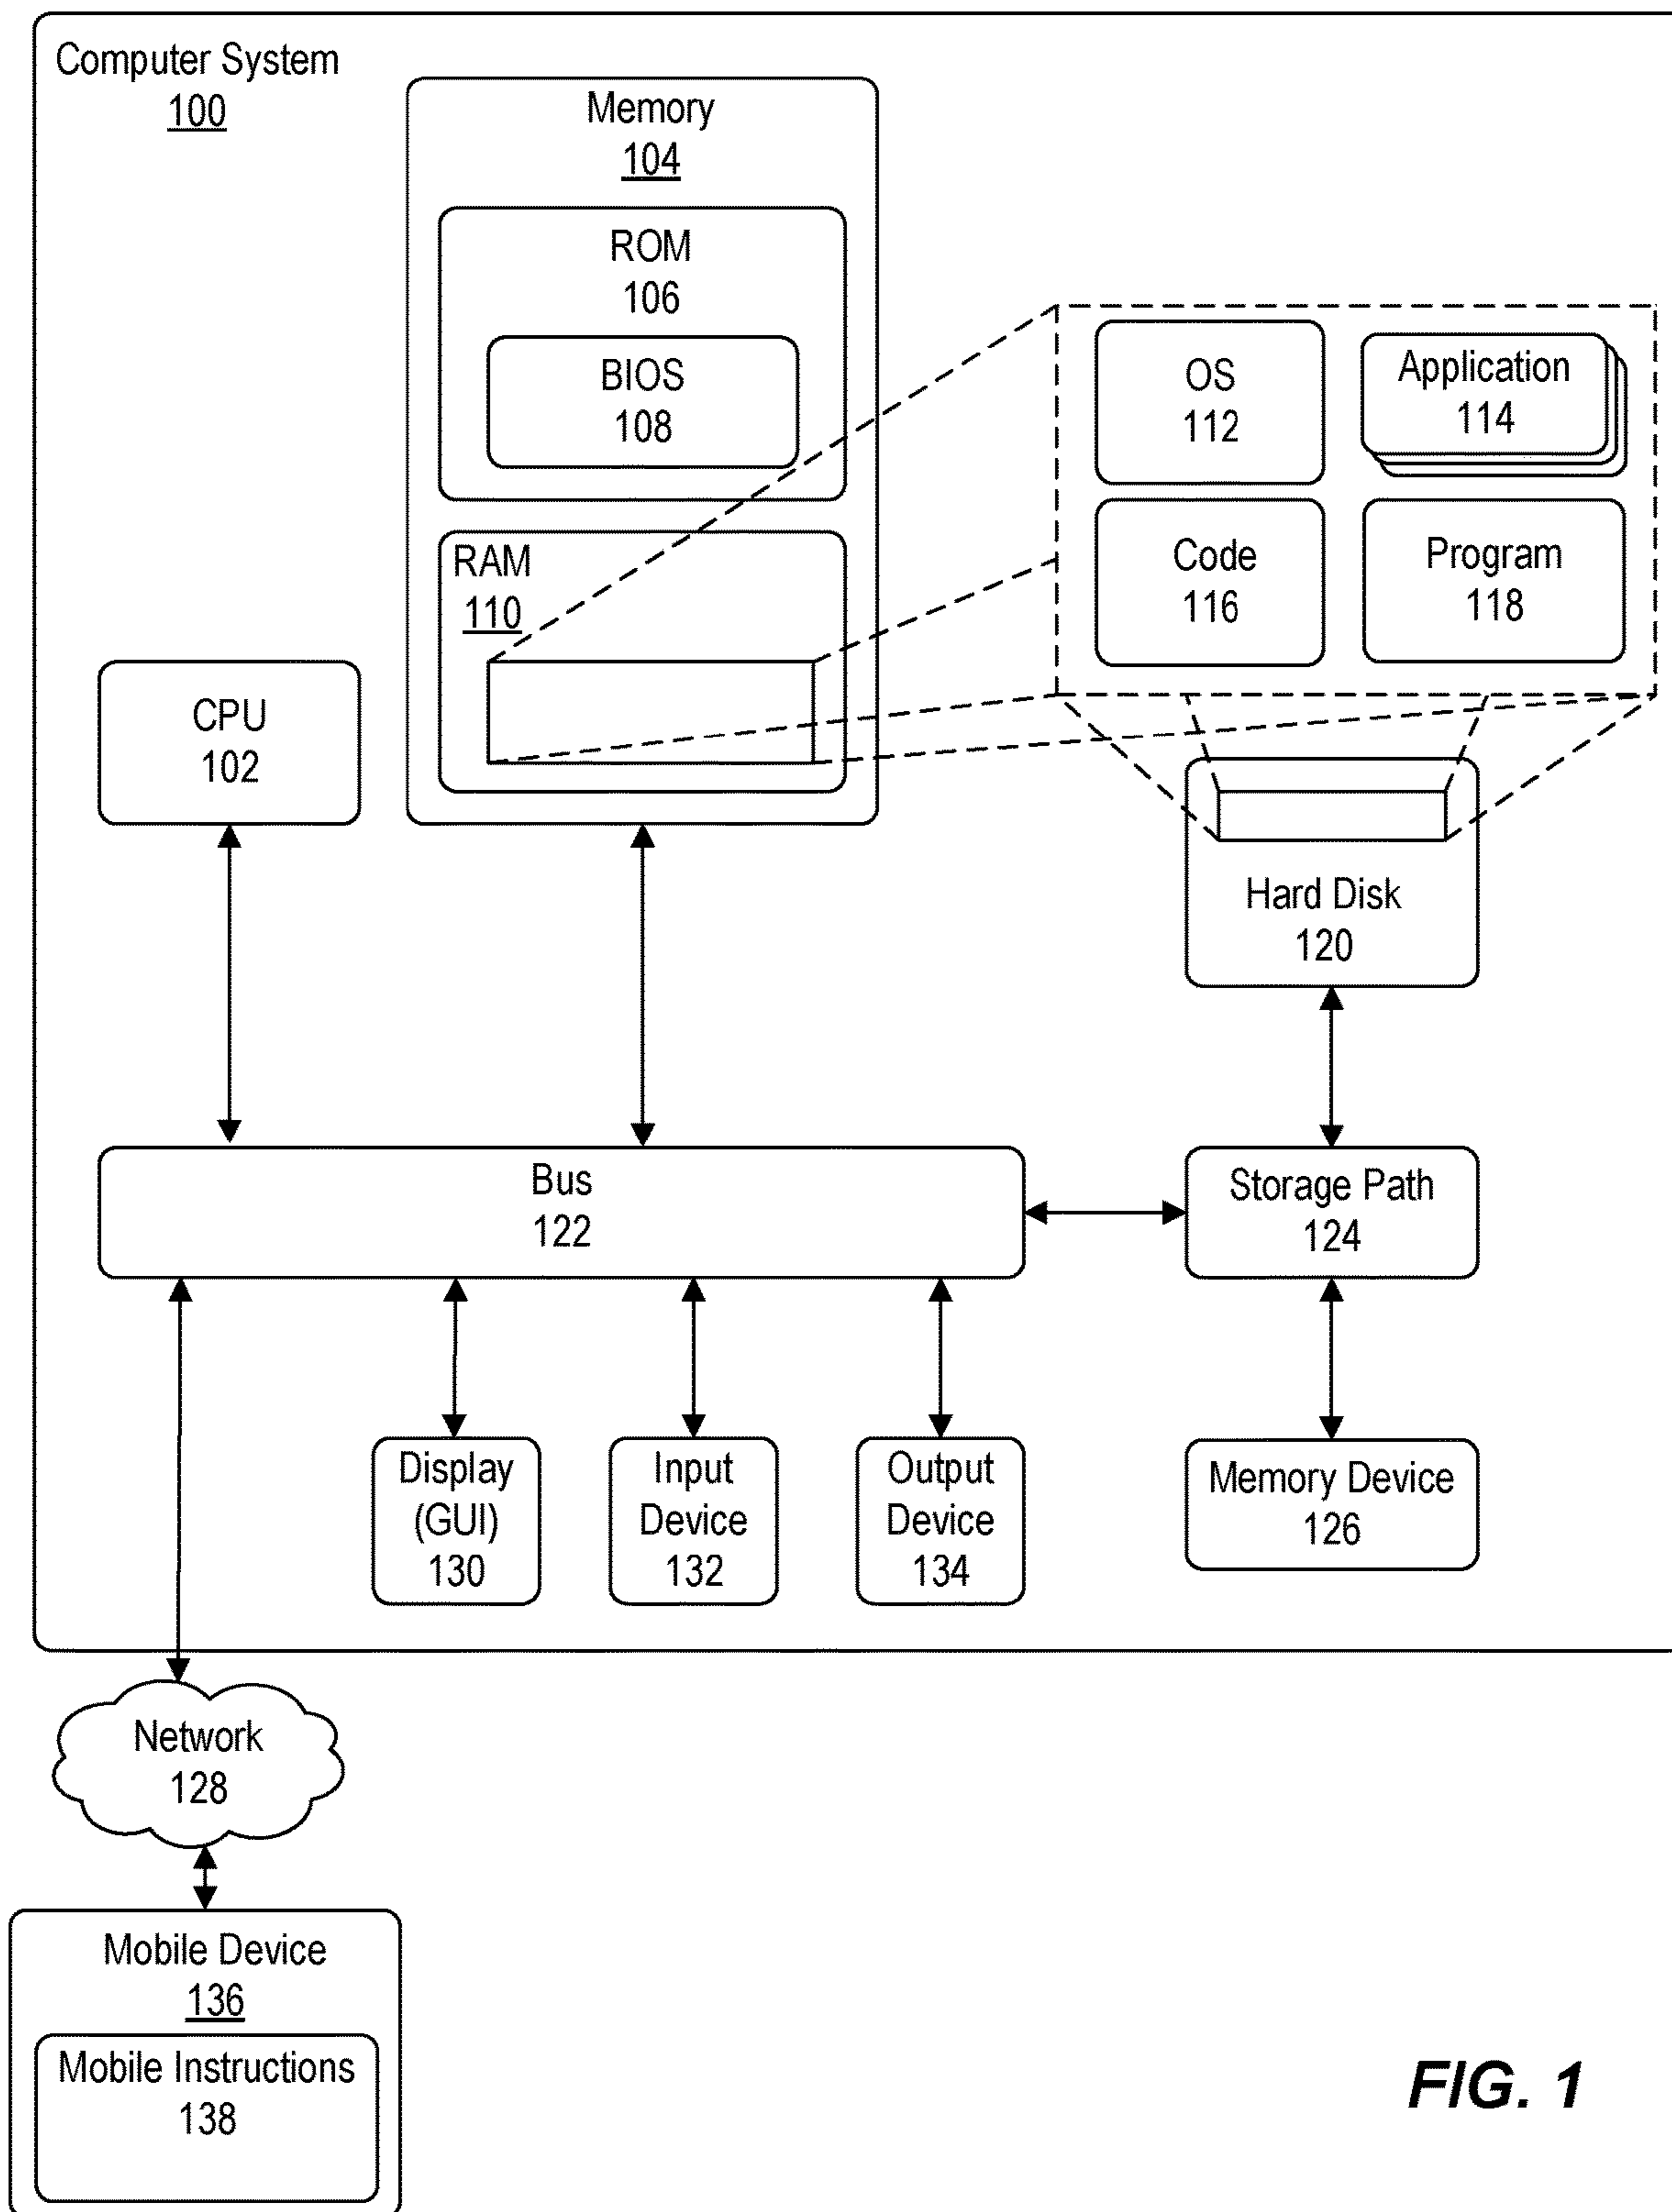 Computer System
100
Memory
104
ROM
106
BIOS
108
RAM
110
OS
112
Application
114
Code
116
Program
118
CPU
102
Hard Disk
120
Bus
122
Storage Path
124
Display
(GUI)
130
Input
Device
132
Output
Device
134
Memory Device
126
Network
128
Mobile Device
136
Mobile Instructions
138
FIG. 1